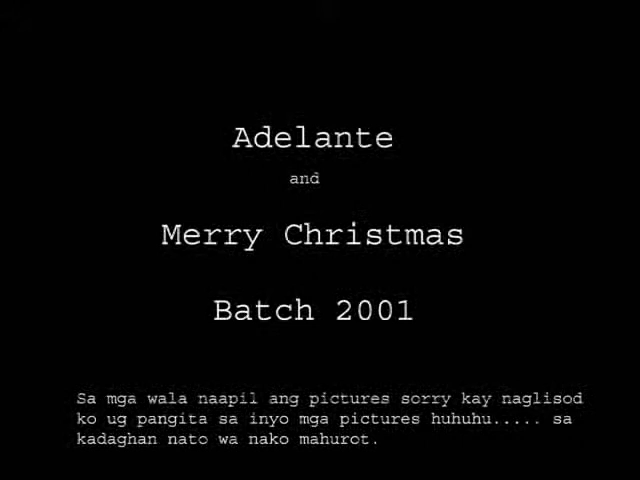 Adelante
and
Merry Christmas
Batch 2001
Sa mga wala naapil ang pictures sorry kay naglisod
ko ug pangita sa inyo mga pictures huhuhu..... sa
kadaghan nato wa nako mahurot.